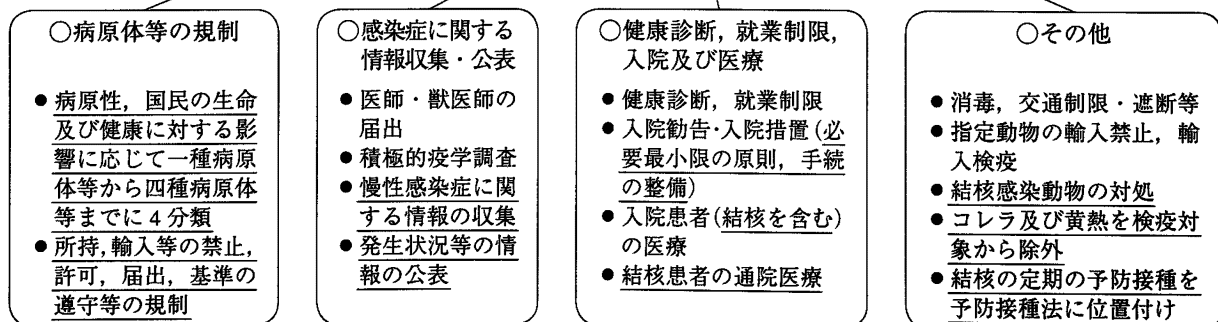 ○病原体等の規制
● 病原性，国民の生命
及び健康に対する影
響に応じて一種病原
体等から四種病原体
等までに4分類
● 所持，輸入等の禁止，
許可，届出，基準の
遵守等の規制
○感染症に関する
情報収集・公表
● 医師・獣医師の
届出
● 積極的疫学調査
● 慢性感染症に関
する情報の収集
● 発生状況等の情
報の公表
○健康診断，就業制限，
入院及び医療
● 健康診断，就業制限
● 入院勧告・入院措置（必
要最小限の原則，手続
の整備）
● 入院患者（結核を含む）
の医療
● 結核患者の通院医療
○その他
● 消毒，交通制限・遮断等
● 指定動物の輸入禁止，輸
入検疫
● 結核感染動物の対処
● コレラ及び黄熱を検疫対
象から除外
● 結核の定期の予防接種を
予防接種法に位置付け